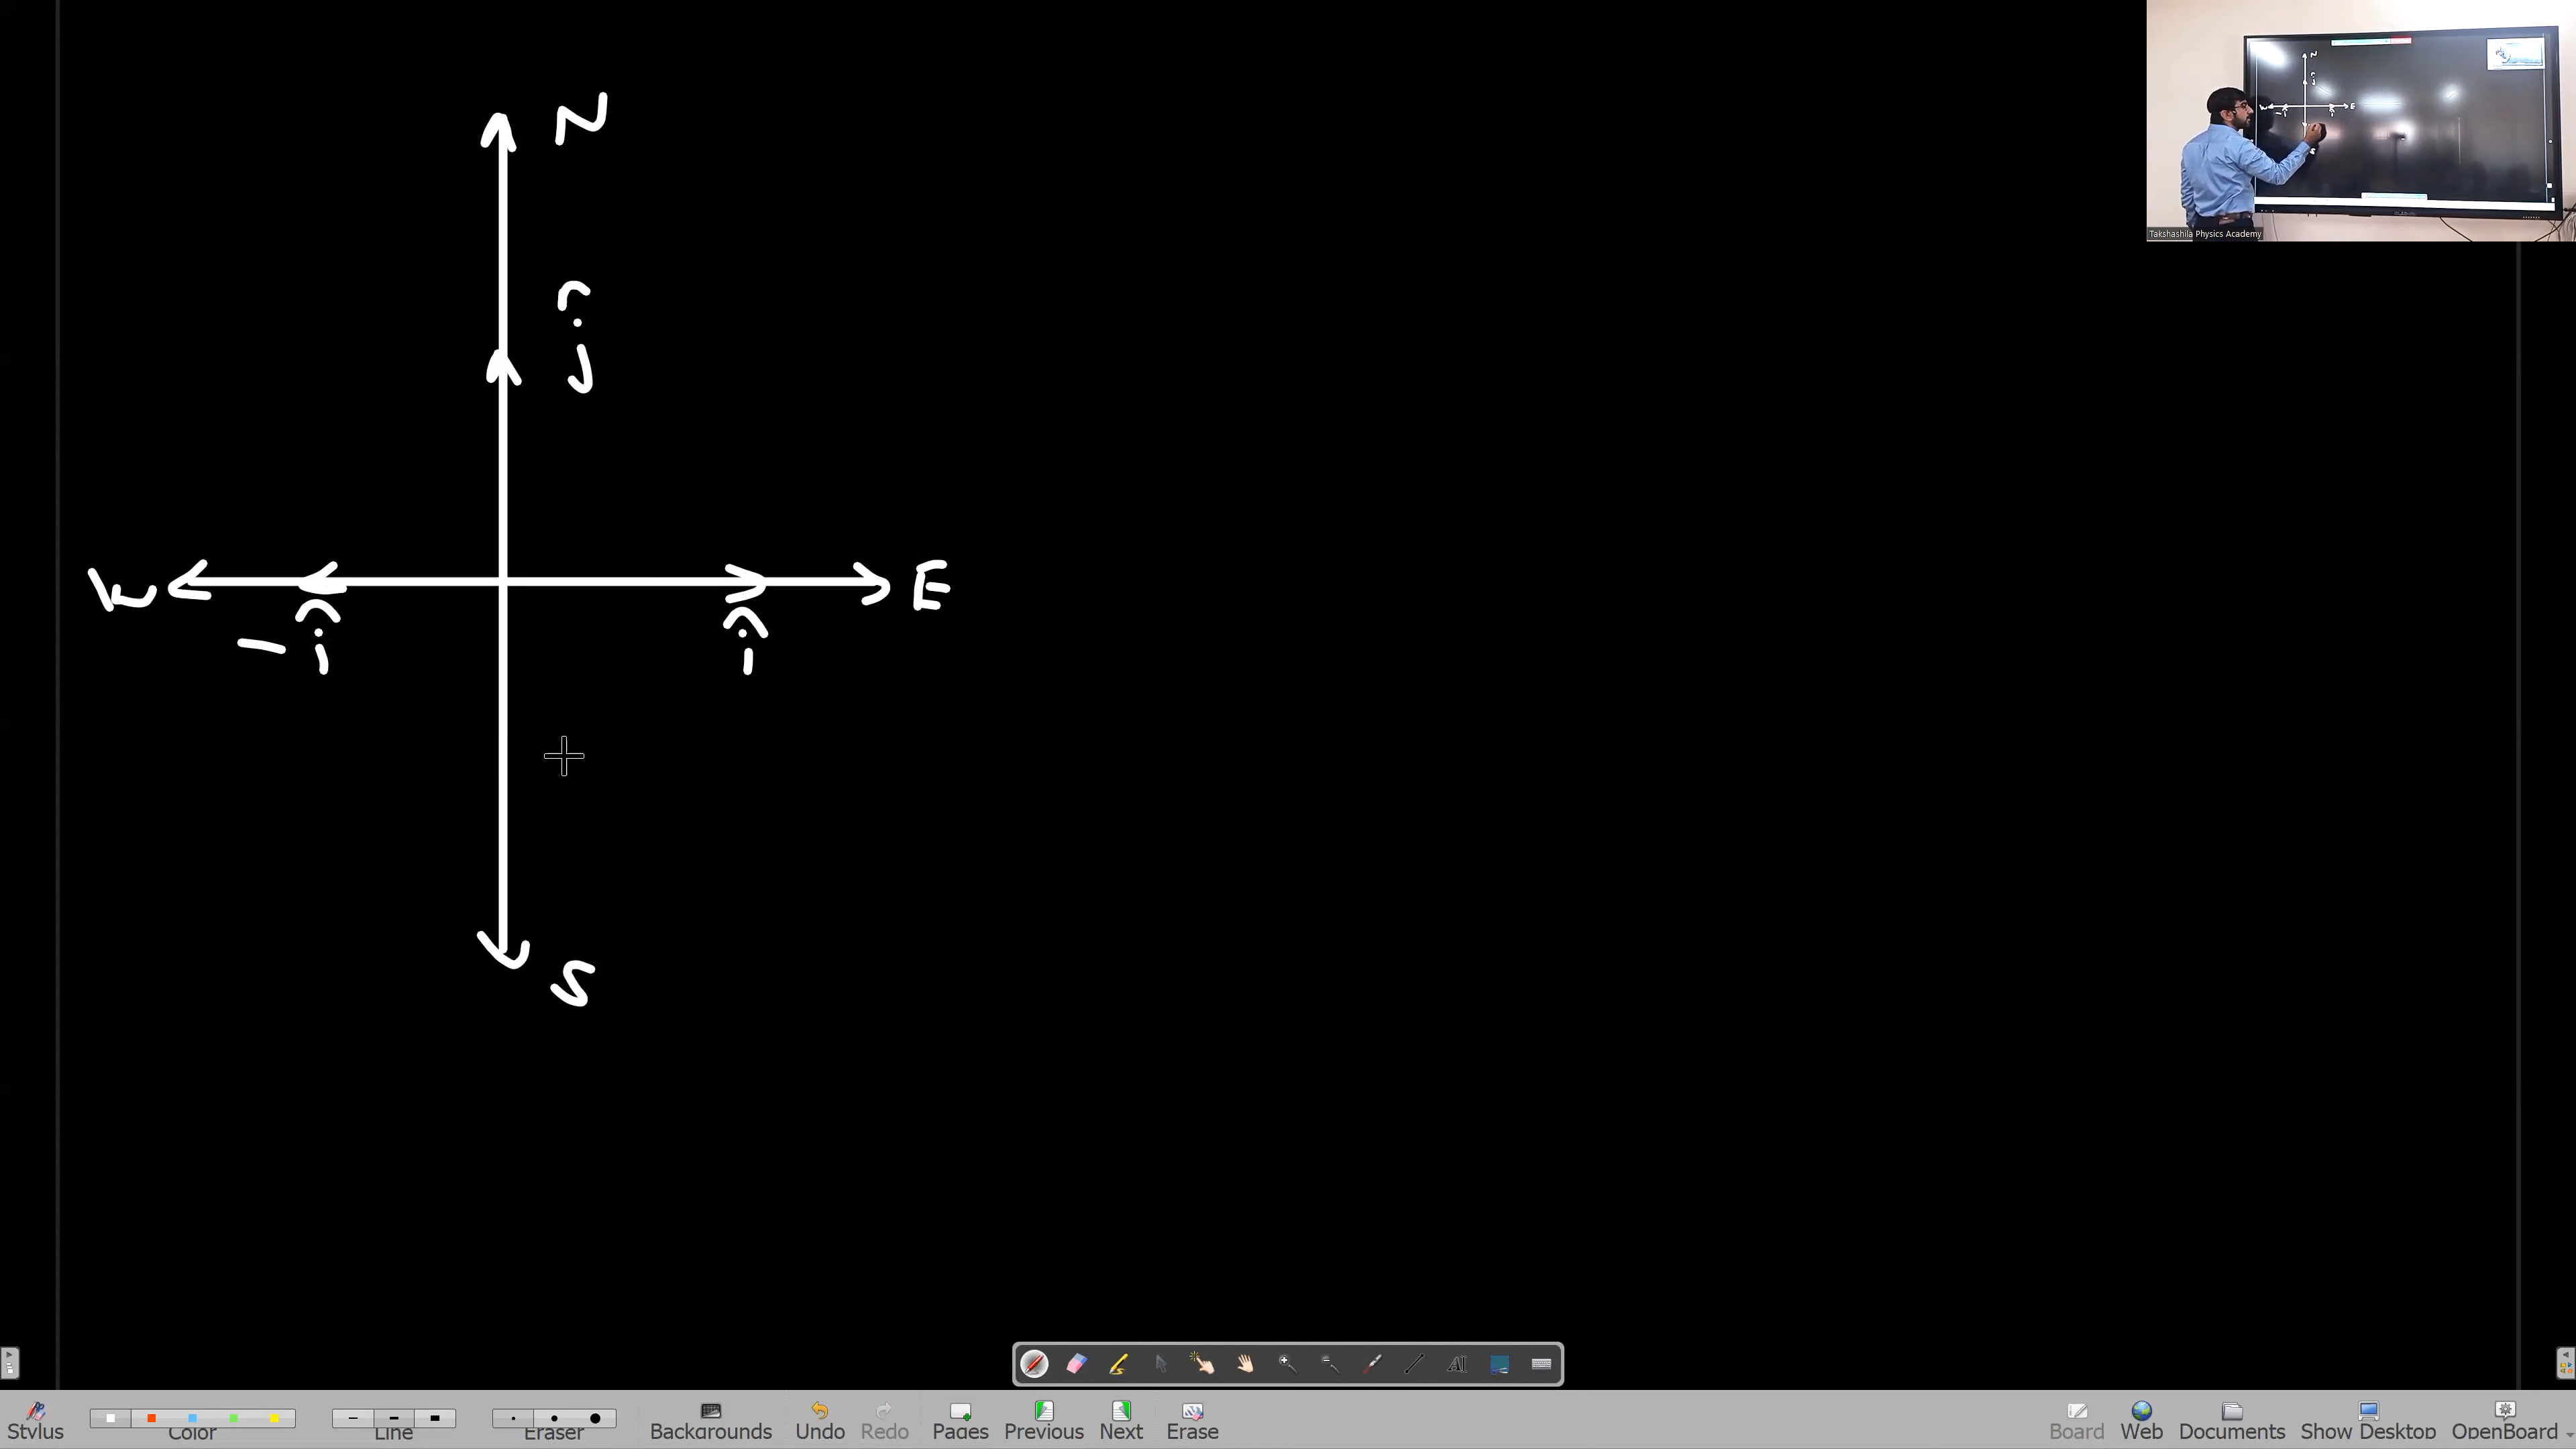 N
ĵ
W
E
- î
î
S
Takshashila Physics Academy
Stylus
Color
Line
Eraser
Backgrounds
Undo
Redo
Pages
Previous
Next
Erase
Board
Web
Documents
Show Desktop
OpenBoard